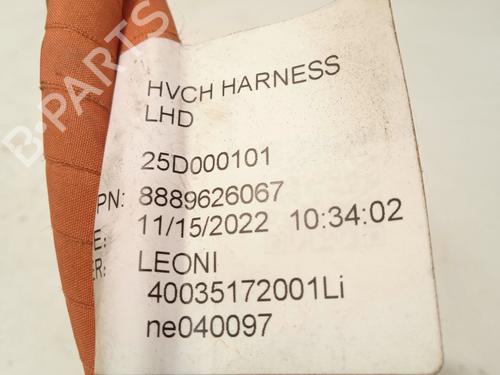 HVCH HARNESS
LHD
25D000101
PN: 8889626067
E: 11/15/2022 10:34:02
ER: LEONI
40035172001Li
ne040097
B-PARTS